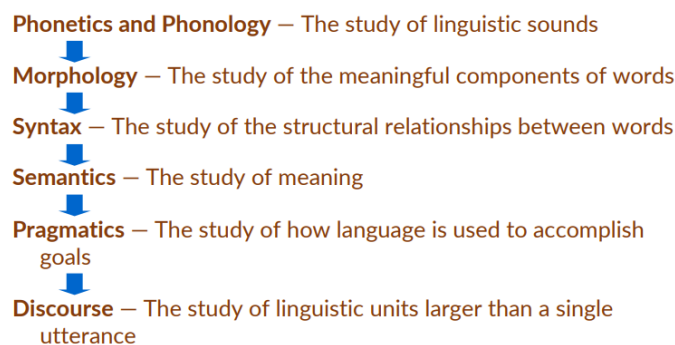 Phonetics and Phonology — The study of linguistic sounds
Morphology — The study of the meaningful components of words
Syntax — The study of the structural relationships between words
Semantics — The study of meaning
Pragmatics — The study of how language is used to accomplish
goals
Discourse — The study of linguistic units larger than a single
utterance